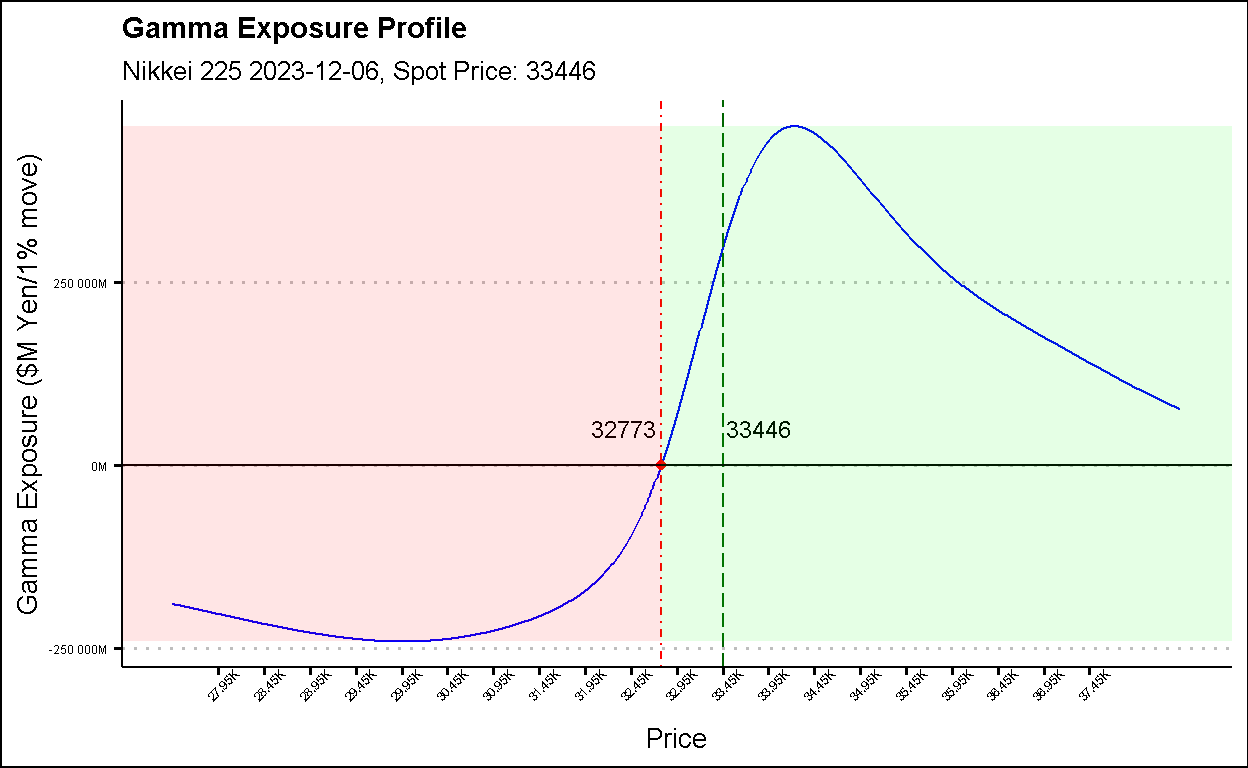 Gamma Exposure Profile
Nikkei 225 2023-12-06, Spot Price: 33446
Gamma Exposure ($M Yen/1% move)
250 000M
0M
-250 000M
32773
33446
27.95K
28.45K
28.95K
29.45K
29.95K
30.45K
30.95K
31.45K
31.95K
32.45K
32.95K
33.45K
33.95K
34.45K
34.95K
35.45K
35.95K
36.45K
36.95K
37.45K
Price